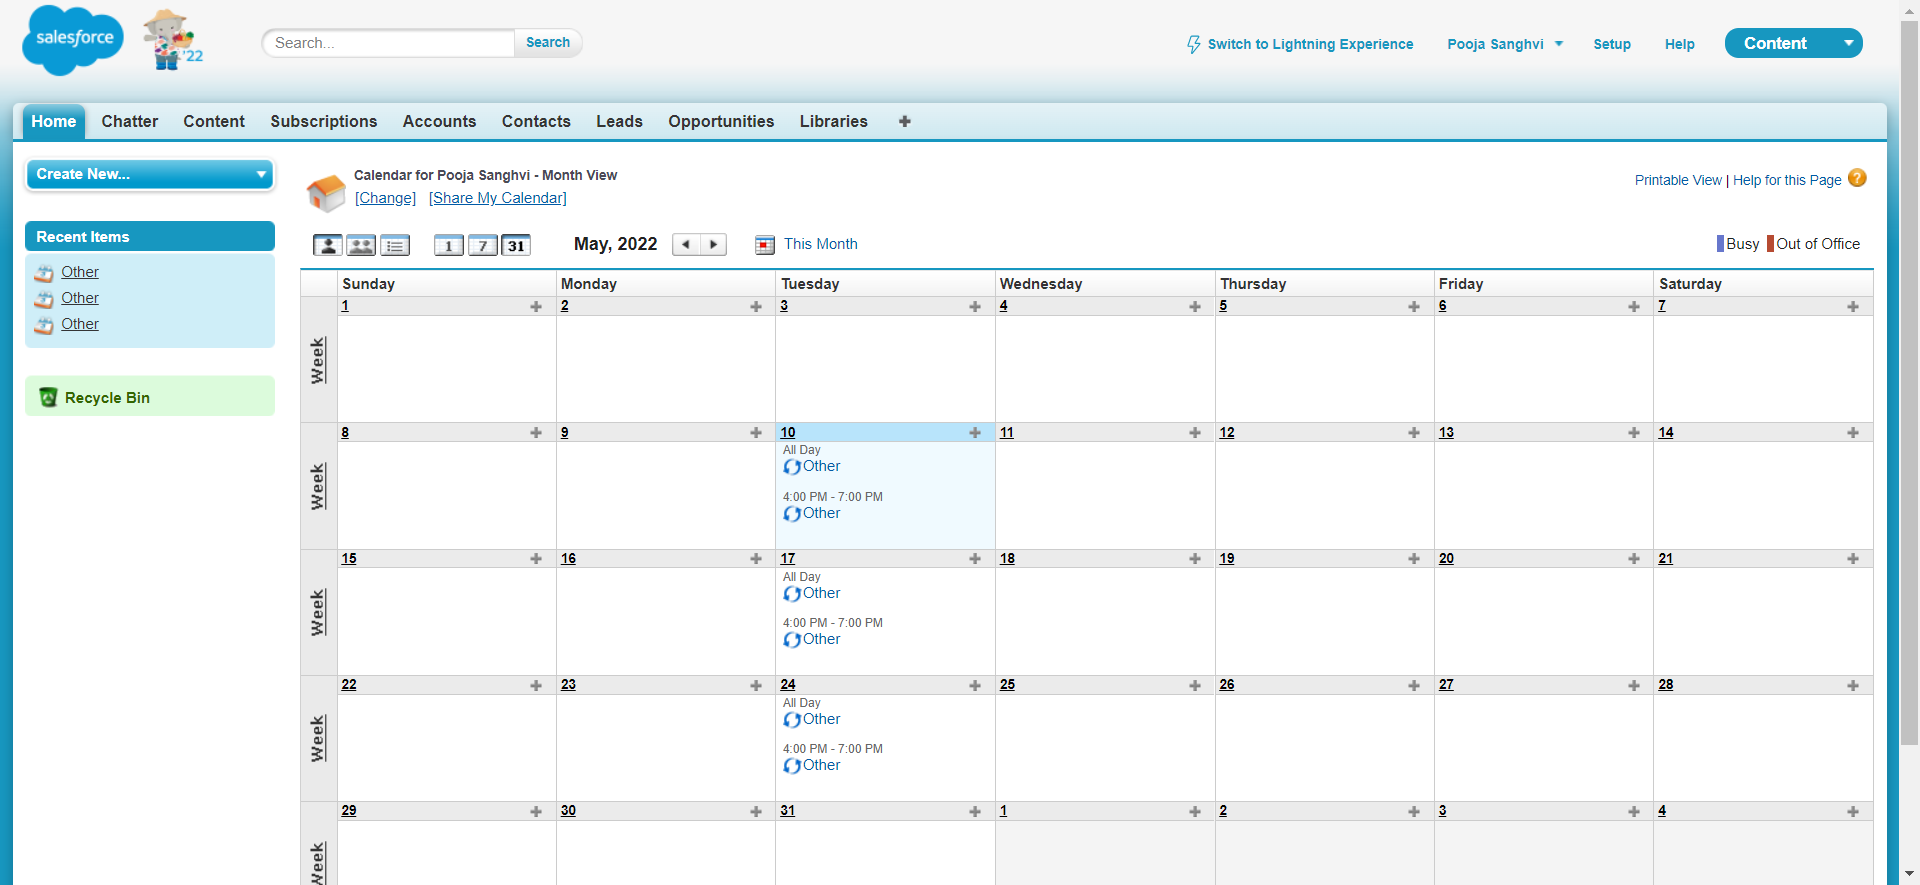 salesforce
'22
Search...
Search
Switch to Lightning Experience
Pooja Sanghvi
Setup
Help
Content
Home Chatter Content Subscriptions Accounts Contacts Leads Opportunities Libraries +
Create New...
Recent Items
Other
Other
Other
Recycle Bin
Calendar for Pooja Sanghvi - Month View
[Change] [Share My Calendar]
Printable View | Help for this Page ?
1 7 31
May, 2022
This Month
Busy Out of Office
Sunday Monday Tuesday Wednesday Thursday Friday Saturday
Week
1 2 3 4 5 6 7
Week
8 9 10 11 12 13 14
All Day
Other
4:00 PM - 7:00 PM
Other
Week
15 16 17 18 19 20 21
All Day
Other
4:00 PM - 7:00 PM
Other
Week
22 23 24 25 26 27 28
All Day
Other
4:00 PM - 7:00 PM
Other
Week
29 30 31 1 2 3 4